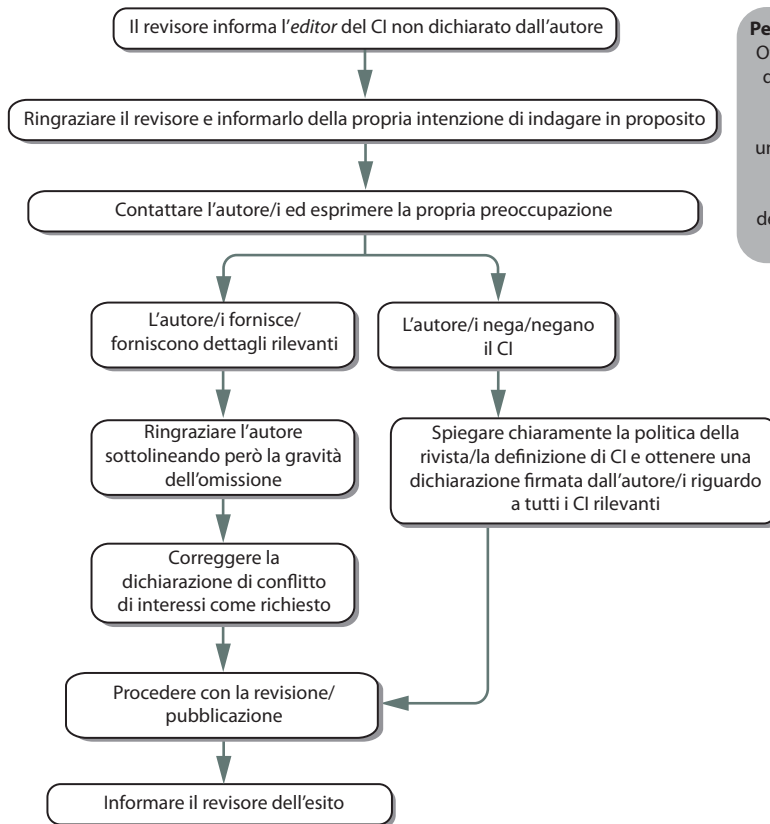 Il revisore informa l’editor del CI non dichiarato dall’autore
Ringraziare il revisore e informarlo della propria intenzione di indagare in proposito
Contattare l’autore/i ed esprimere la propria preoccupazione
L’autore/i fornisce/
forniscono dettagli rilevanti
L’autore/i nega/negano
il CI
Ringraziare l’autore
sottolineando però la gravità
dell’omissione
Spiegare chiaramente la politica della
rivista/la definizione di CI e ottenere una
dichiarazione firmata dall’autore/i riguardo
a tutti i CI rilevanti
Correggere la
dichiarazione di conflitto
di interessi come richiesto
Procedere con la revisione/
pubblicazione
Informare il revisore dell’esito